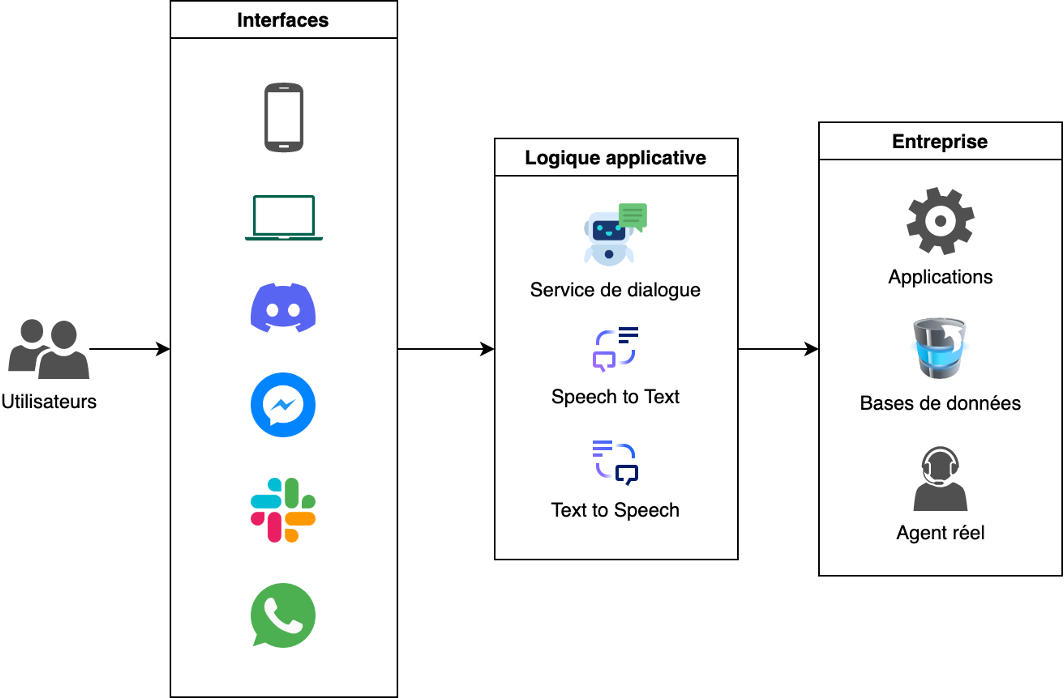 Interfaces
Utilisateurs
Logique applicative
Service de dialogue
Speech to Text
Text to Speech
Entreprise
Applications
Bases de données
Agent réel